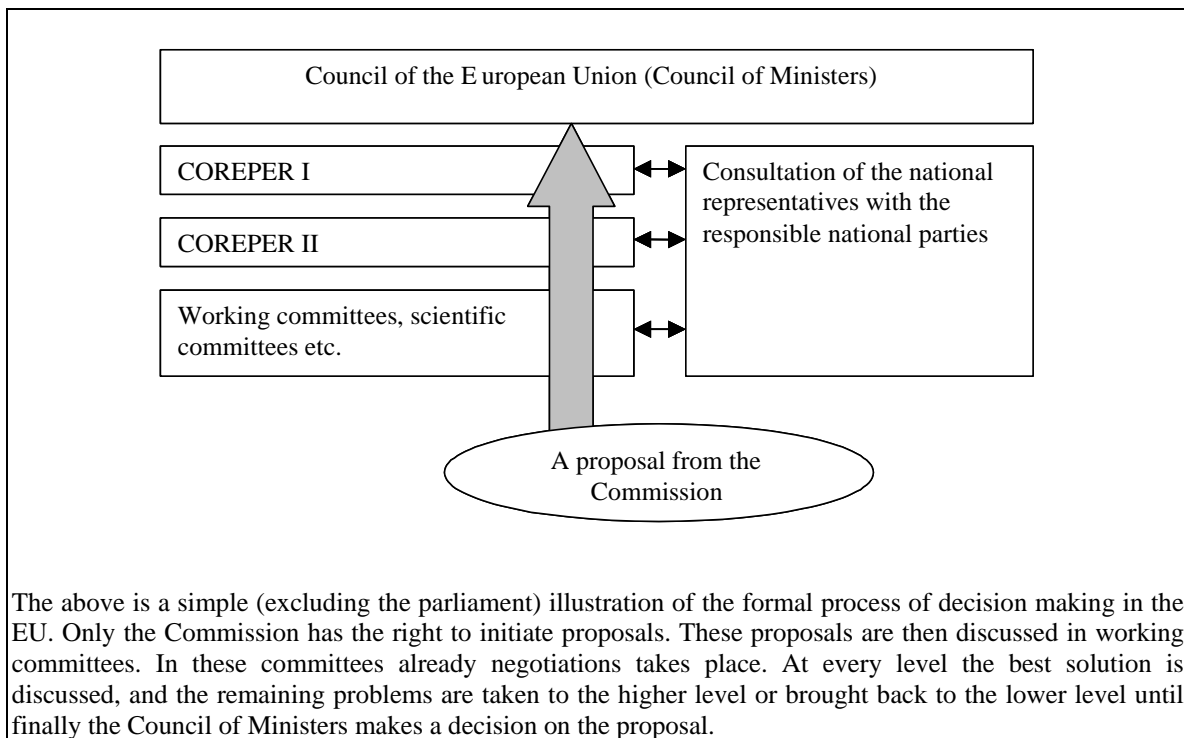 Council of the E uropean Union (Council of Ministers)
COREPER I
COREPER II
Working committees, scientific
committees etc.
Consultation of the national
representatives with the
responsible national parties
A proposal from the
Commission
The above is a simple (excluding the parliament) illustration of the formal process of decision making in the
EU. Only the Commission has the right to initiate proposals. These proposals are then discussed in working
committees. In these committees already negotiations takes place. At every level the best solution is
discussed, and the remaining problems are taken to the higher level or brought back to the lower level until
finally the Council of Ministers makes a decision on the proposal.